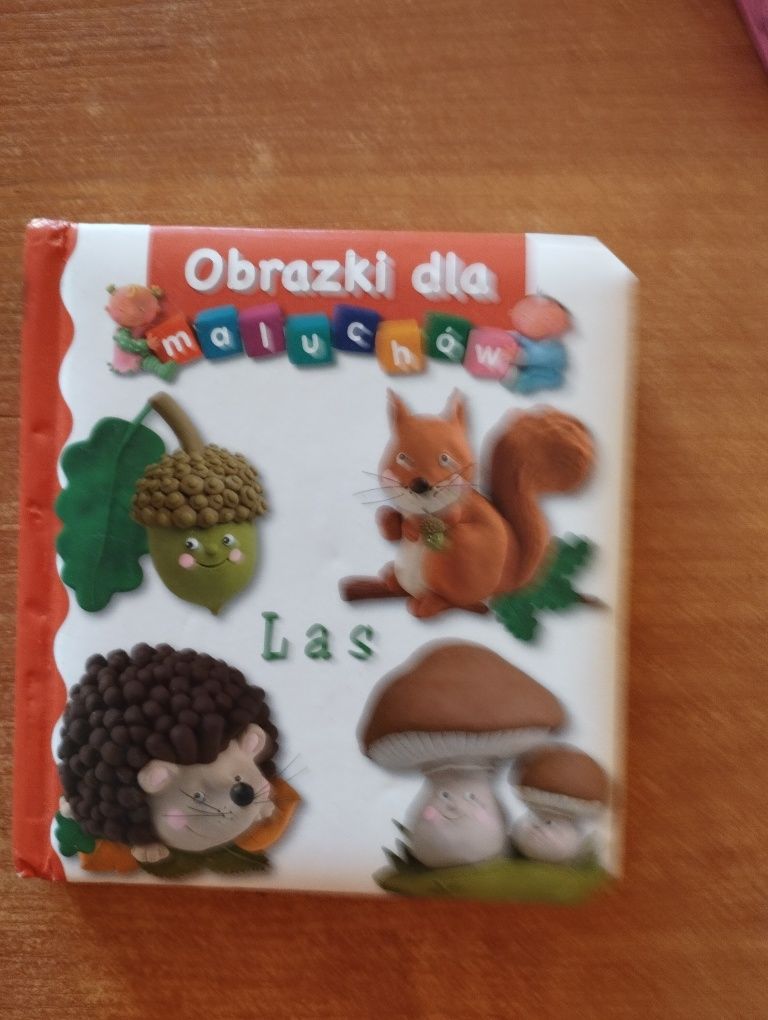 Obrazki dla
maluchów
Las